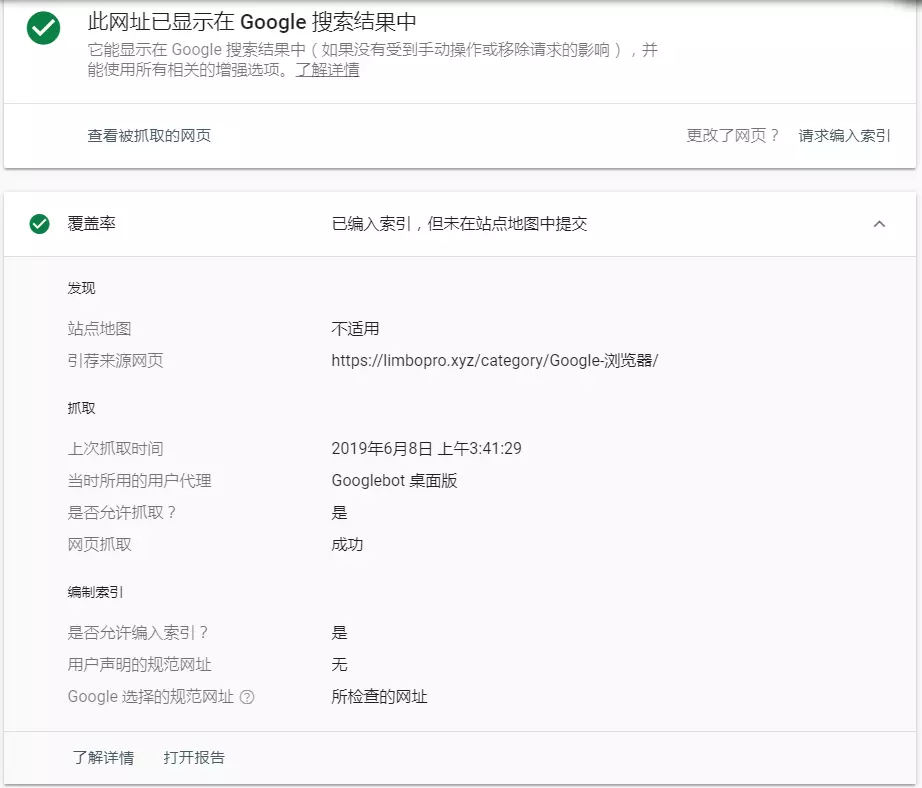 此网址已显示在 Google 搜索结果中
它能显示在 Google 搜索结果中（如果没有受到手动操作或移除请求的影响），并
能使用所有相关的增强选项。了解详情
查看被抓取的网页 更改了网页？ 请求编入索引
覆盖率 已编入索引，但未在站点地图中提交
发现
站点地图 不适用
引荐来源网页 https://limbopro.xyz/category/Google-浏览器/
抓取
上次抓取时间 2019年6月8日 上午3:41:29
当时所用的用户代理 Googlebot 桌面版
是否允许抓取？ 是
网页抓取 成功
编制索引
是否允许编入索引？ 是
用户声明的规范网址 无
Google 选择的规范网址 所检查的网址
了解详情 打开报告